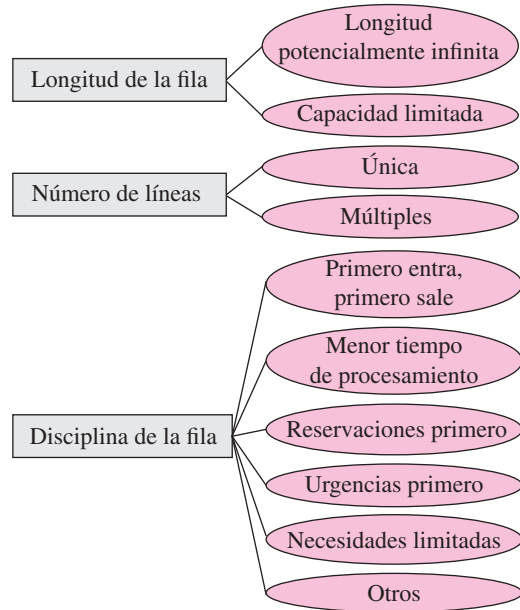 Longitud
potencialmente infinita
Longitud de la fila
Capacidad limitada
Única
Número de líneas
Múltiples
Primero entra,
primero sale
Menor tiempo
de procesamiento
Disciplina de la fila
Reservaciones primero
Urgencias primero
Necesidades limitadas
Otros